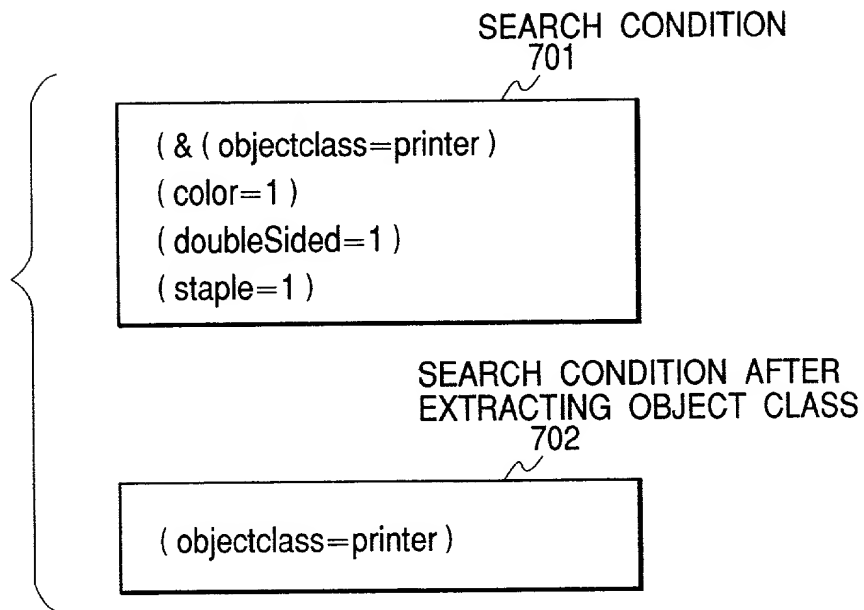 SEARCH CONDITION
701
( & ( objectclass=printer )
( color=1 )
( doubleSided=1 )
( staple=1 )
SEARCH CONDITION AFTER
EXTRACTING OBJECT CLASS
702
( objectclass=printer )